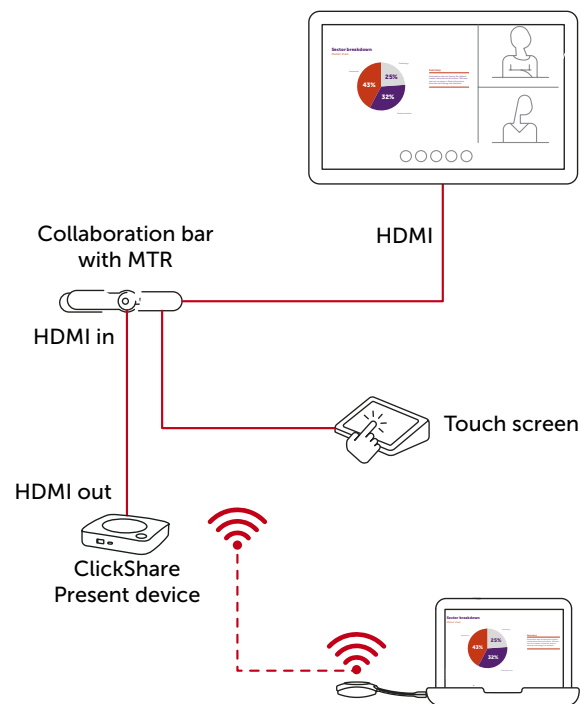 Sector breakdown
25%
43%
32%
HDMI
Collaboration bar
with MTR
HDMI in
Touch screen
HDMI out
ClickShare
Present device
Sector breakdown
25%
43%
32%